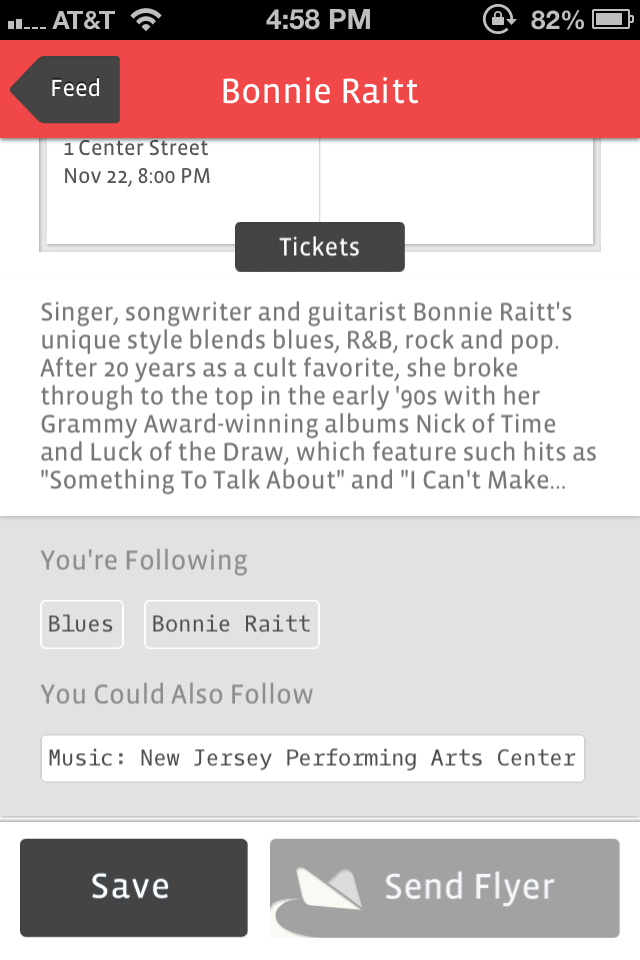 AT&T 4:58 PM 82%
Feed Bonnie Raitt
1 Center Street
Nov 22, 8:00 PM
Tickets
Singer, songwriter and guitarist Bonnie Raitt's
unique style blends blues, R&B, rock and pop.
After 20 years as a cult favorite, she broke
through to the top in the early '90s with her
Grammy Award-winning albums Nick of Time
and Luck of the Draw, which feature such hits as
"Something To Talk About" and "I Can't Make...
You're Following
Blues Bonnie Raitt
You Could Also Follow
Music: New Jersey Performing Arts Center
Save Send Flyer